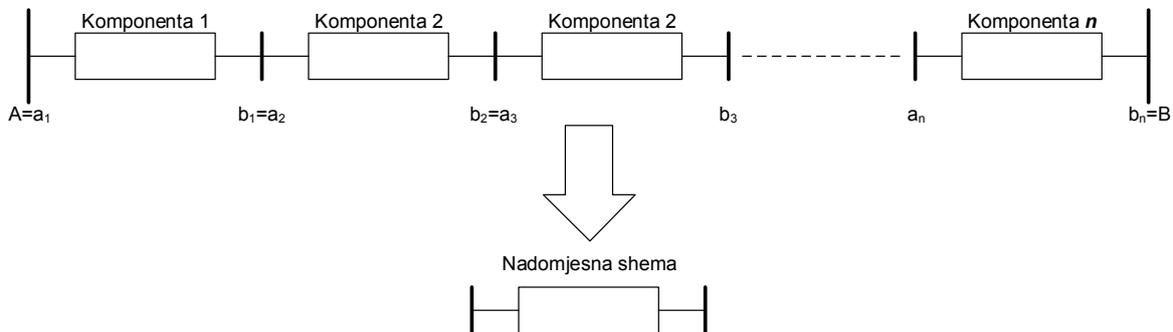 Komponenta 1 Komponenta 2 Komponenta 2 Komponenta n
A=a₁ b₁=a₂ b₂=a₃ b₃ aₙ bₙ=B
Nadomjesna shema